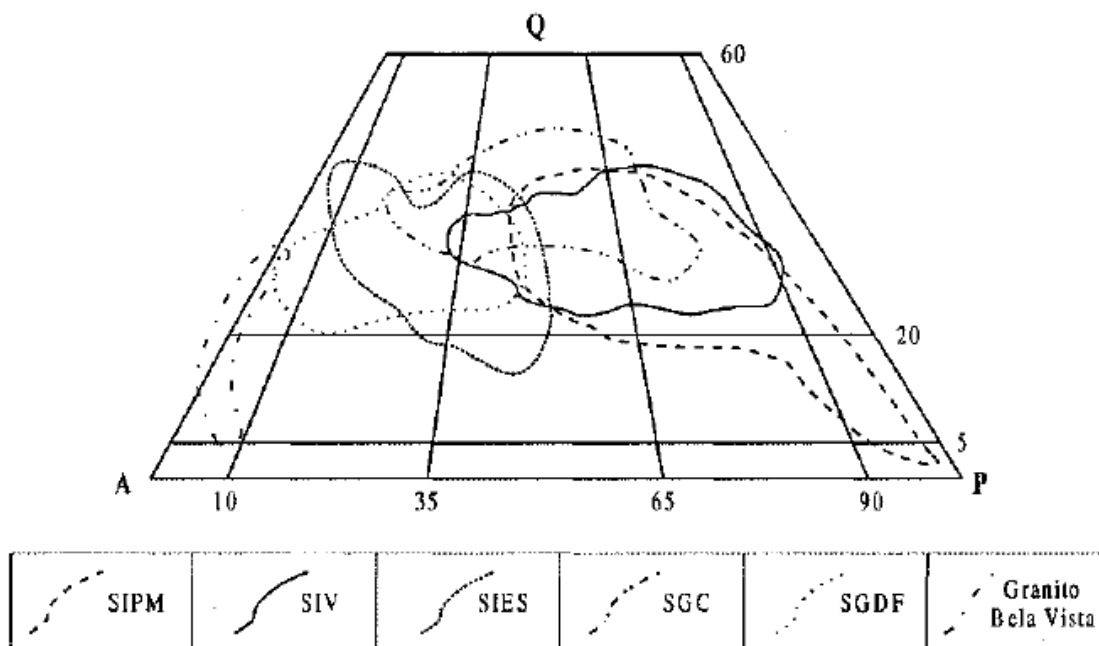 Q
60
20
5
A
P
10
35
65
90
SIPM
SIV
SIES
SGC
SGDF
Granito
Bela Vista